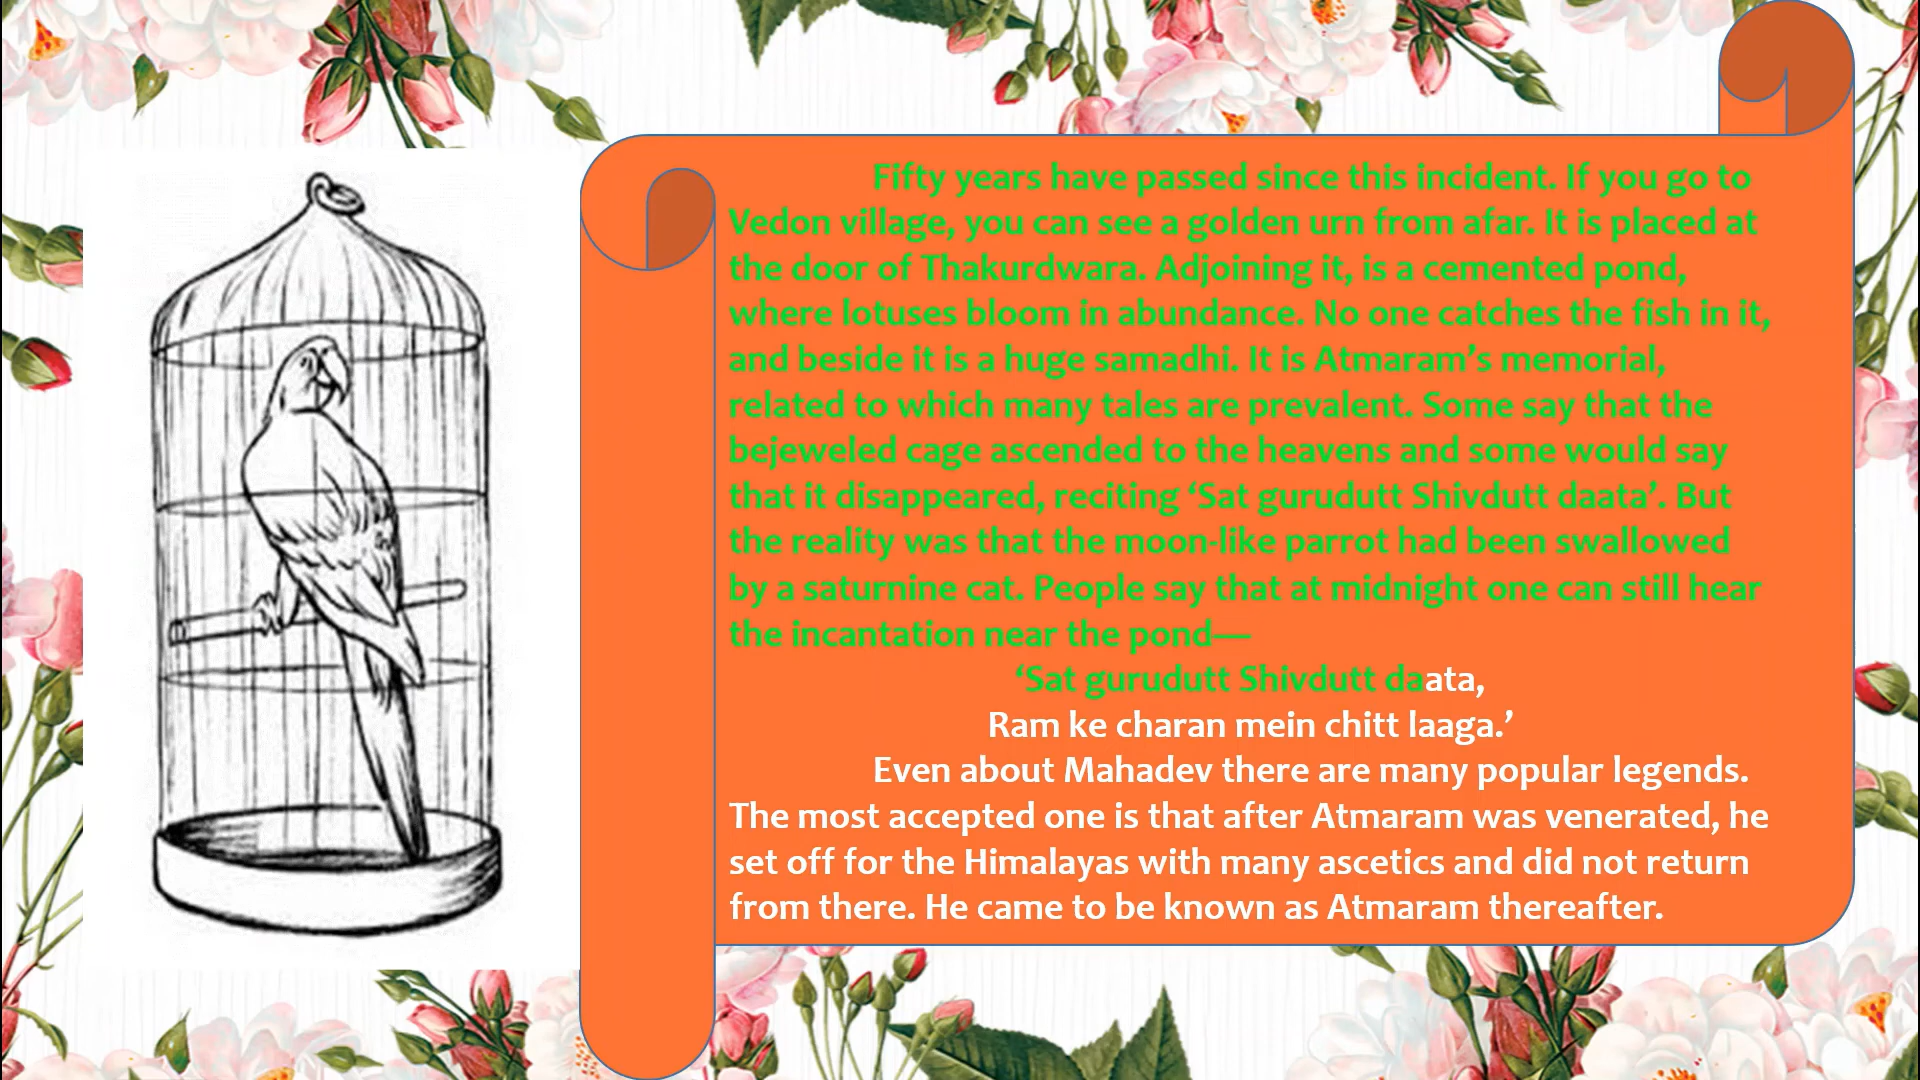 Fifty years have passed since this incident. If you go to
Vedon village, you can see a golden urn from afar. It is placed at
the door of Thakurdwara. Adjoining it, is a cemented pond,
where lotuses bloom in abundance. No one catches the fish in it,
and beside it is a huge samadhi. It is Atmaram’s memorial,
related to which many tales are prevalent. Some say that the
bejeweled cage ascended to the heavens and some would say
that it disappeared, reciting ‘Sat gurudutt Shivdutt daata’. But
the reality was that the moon-like parrot had been swallowed
by a saturnine cat. People say that at midnight one can still hear
the incantation near the pond—
‘Sat gurudutt Shivdutt daata,
Ram ke charan mein chitt laaga.’
Even about Mahadev there are many popular legends.
The most accepted one is that after Atmaram was venerated, he
set off for the Himalayas with many ascetics and did not return
from there. He came to be known as Atmaram thereafter.